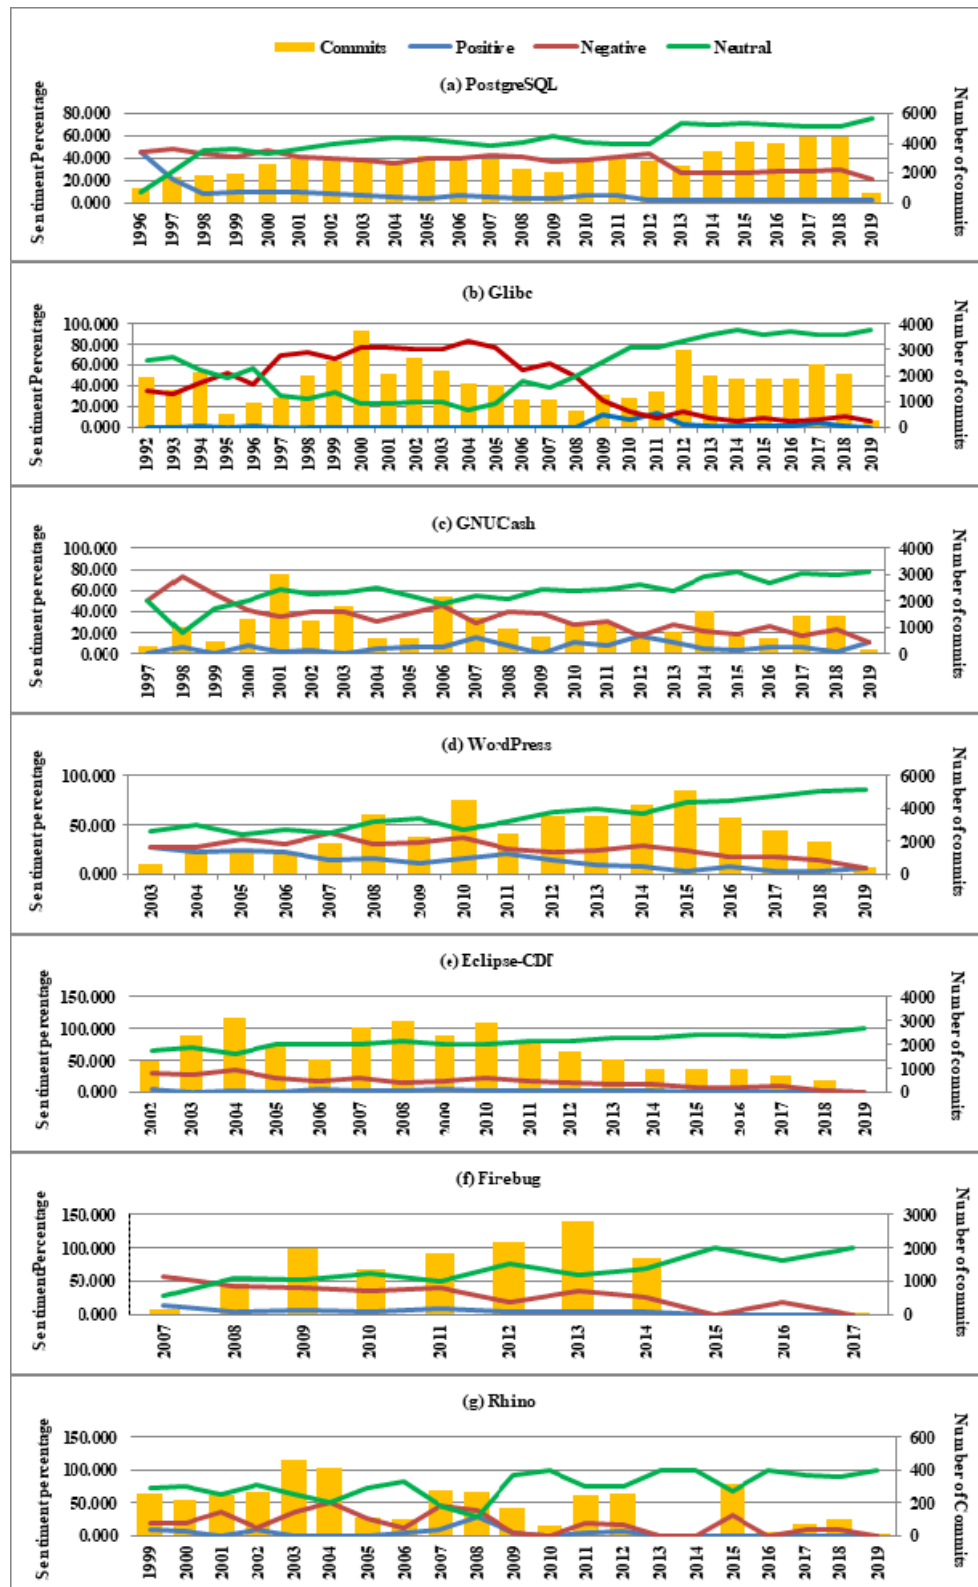 Commits Positive Negative Neutral
(a) PostgreSQL
Sentiment Percentage
80.000
60.000
40.000
20.000
0.000
6000
4000
2000
0
Number of commits
1996 1997 1998 1999 2000 2001 2002 2003 2004 2005 2006 2007 2008 2009 2010 2011 2012 2013 2014 2015 2016 2017 2018 2019
(b) Glibc
Sentiment Percentage
100.000
80.000
60.000
40.000
20.000
0.000
4000
3000
2000
1000
0
Number of commits
1992 1993 1994 1995 1996 1997 1998 1999 2000 2001 2002 2003 2004 2005 2006 2007 2008 2009 2010 2011 2012 2013 2014 2015 2016 2017 2018 2019
(c) GNUCash
Sentiment percentage
100.000
80.000
60.000
40.000
20.000
0.000
4000
3000
2000
1000
0
Number of commits
1997 1998 1999 2000 2001 2002 2003 2004 2005 2006 2007 2008 2009 2010 2011 2012 2013 2014 2015 2016 2017 2018 2019
(d) WordPress
Sentiment percentage
100.000
50.000
0.000
6000
5000
4000
3000
2000
1000
0
Number of commits
2003 2004 2005 2006 2007 2008 2009 2010 2011 2012 2013 2014 2015 2016 2017 2018 2019
(e) Eclipse-CDT
Sentiment percentage
150.000
100.000
50.000
0.000
4000
3000
2000
1000
0
Number of commits
2002 2003 2004 2005 2006 2007 2008 2009 2010 2011 2012 2013 2014 2015 2016 2017 2018 2019
(f) Firebug
SentimentPercentage
150.000
100.000
50.000
0.000
3000
2000
1000
0
Number of commits
2007 2008 2009 2010 2011 2012 2013 2014 2015 2016 2017
(g) Rhino
Sentiment percentage
150.000
100.000
50.000
0.000
600
400
200
0
Number of Commits
1999 2000 2001 2002 2003 2004 2005 2006 2007 2008 2009 2010 2011 2012 2013 2014 2015 2016 2017 2018 2019